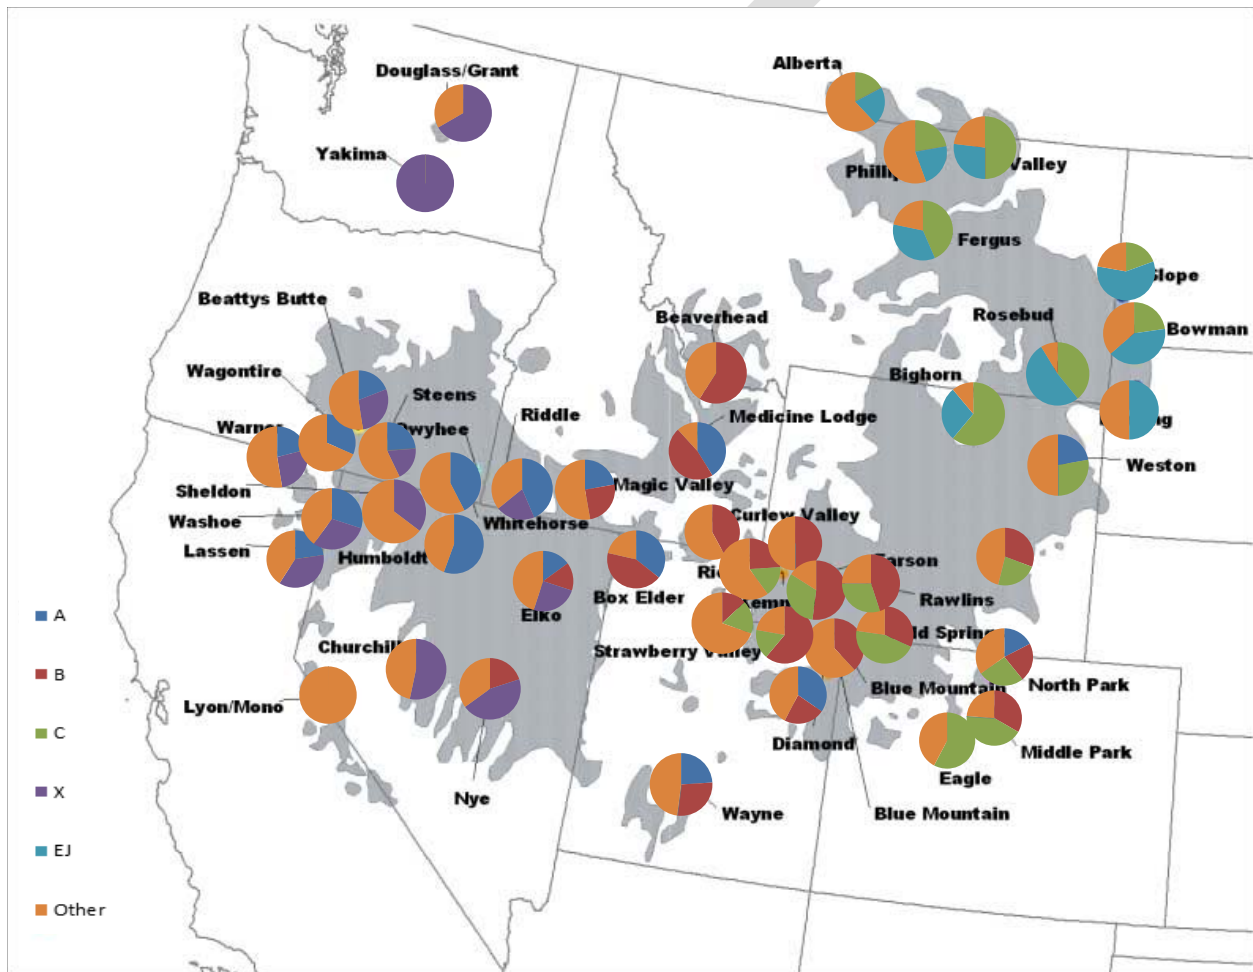 Alberta
Douglass/Grant
Yakima
Valley
Fergus
Slope
Beattys Butte
Beaverhead
Rosebud
Bowman
Wagontire
Bighorn
Steens
Riddle
Medicine Lodge
Weston
Sheldon
Magic Valley
Washoe
Whitehorse
Curlew Valley
Lassen
Humboldt
Box Elder
Rawlins
Elko
A
Strawberry Valley
B
North Park
Blue Mountain
Lyon/Mono
Diamond
Middle Park
C
Eagle
X
Nye
Wayne
Blue Mountain
EJ
Other